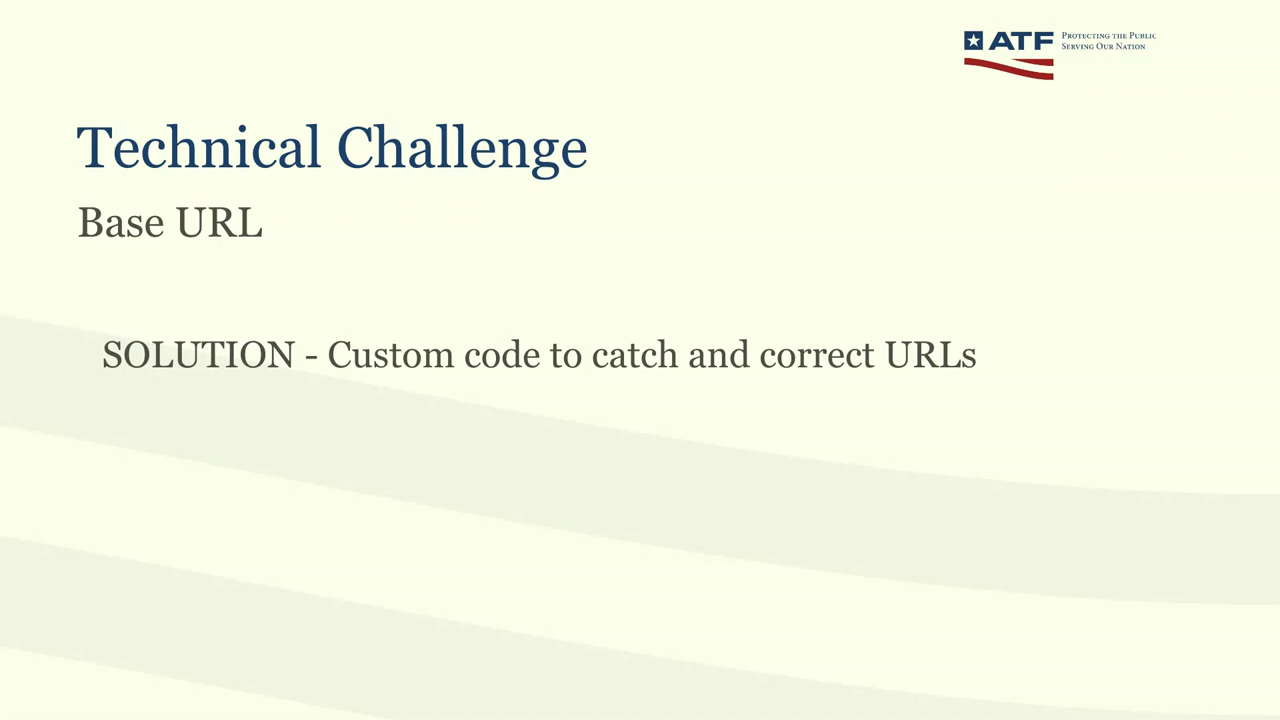 ATF
PROTECTING THE PUBLIC
SERVING OUR NATION
Technical Challenge
Base URL
SOLUTION - Custom code to catch and correct URLs